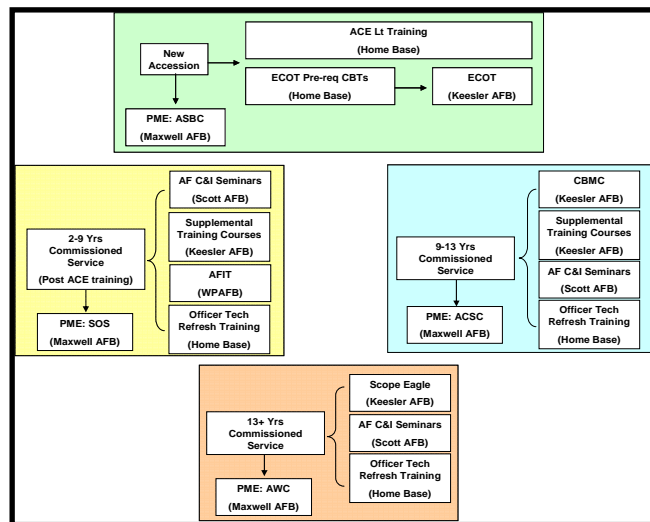 ACE Lt Training
(Home Base)
New
Accession
ECOT Pre-req CBTs
(Home Base)
ECOT
(Keesler AFB)
PME: ASBC
(Maxwell AFB)
AF C&I Seminars
(Scott AFB)
Supplemental
Training Courses
(Keesler AFB)
2-9 Yrs
Commissioned
Service
(Post ACE training)
AFIT
(WPAFB)
PME: SOS
(Maxwell AFB)
Officer Tech
Refresh Training
(Home Base)
CBMC
(Keesler AFB)
Supplemental
Training Courses
(Keesler AFB)
9-13 Yrs
Commissioned
Service
AF C&I Seminars
(Scott AFB)
PME: ACSC
(Maxwell AFB)
Officer Tech
Refresh Training
(Home Base)
Scope Eagle
(Keesler AFB)
13+ Yrs
Commissioned
Service
AF C&I Seminars
(Scott AFB)
Officer Tech
Refresh Training
(Home Base)
PME: AWC
(Maxwell AFB)